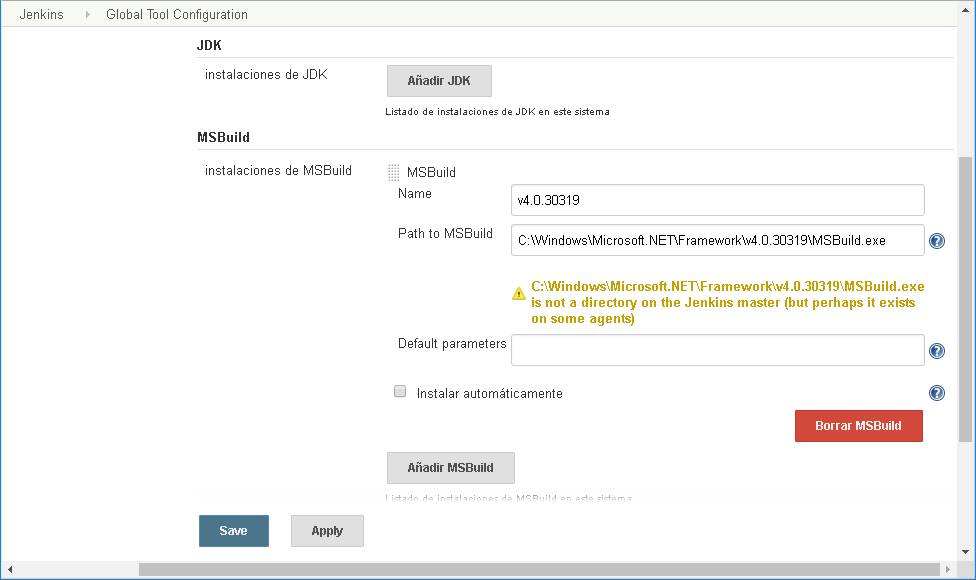 Jenkins Global Tool Configuration
JDK
instalaciones de JDK
Añadir JDK
Listado de instalaciones de JDK en este sistema
MSBuild
instalaciones de MSBuild
MSBuild
Name
v4.0.30319
Path to MSBuild
C:\Windows\Microsoft.NET\Framework\v4.0.30319\MSBuild.exe
C:\Windows\Microsoft.NET\Framework\v4.0.30319\MSBuild.exe
is not a directory on the Jenkins master (but perhaps it exists
on some agents)
Default parameters
Instalar automáticamente
Borrar MSBuild
Añadir MSBuild
Listado de instalaciones de MSBuild en este sistema
Save
Apply